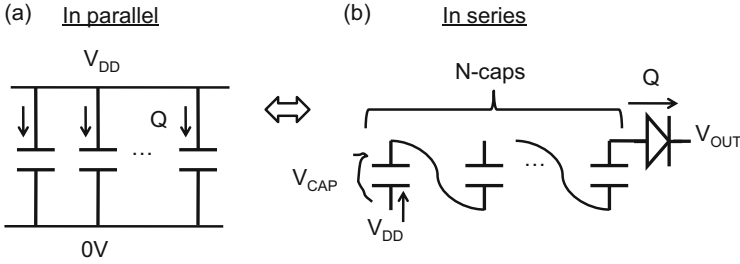 (a) In parallel
V_DD
Q
...
0V
(b) In series
N-caps
Q
V_OUT
...
V_CAP
V_DD